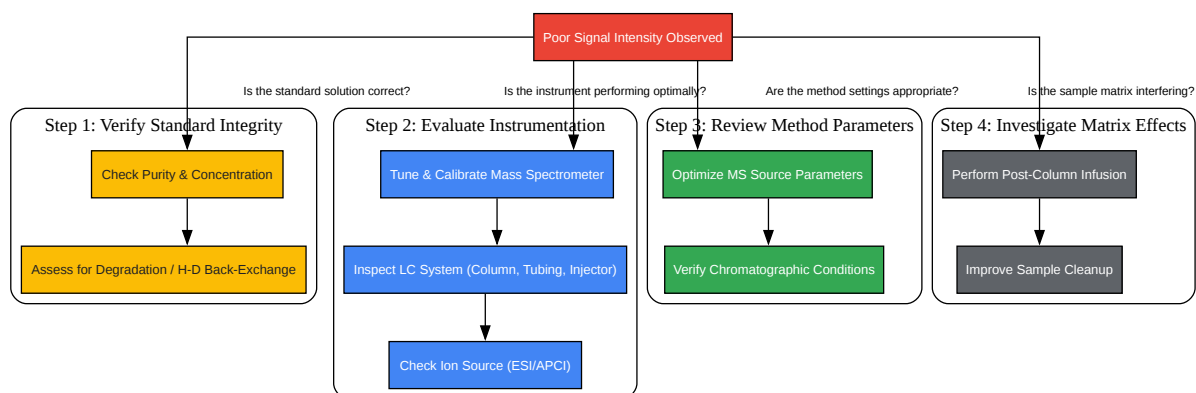 Poor Signal Intensity Observed
Is the standard solution correct?
Is the instrument performing optimally?
Are the method settings appropriate?
Is the sample matrix interfering?
Step 1: Verify Standard Integrity
Check Purity & Concentration
Assess for Degradation / H-D Back-Exchange
Step 2: Evaluate Instrumentation
Tune & Calibrate Mass Spectrometer
Inspect LC System (Column, Tubing, Injector)
Check Ion Source (ESI/APCI)
Step 3: Review Method Parameters
Optimize MS Source Parameters
Verify Chromatographic Conditions
Step 4: Investigate Matrix Effects
Perform Post-Column Infusion
Improve Sample Cleanup